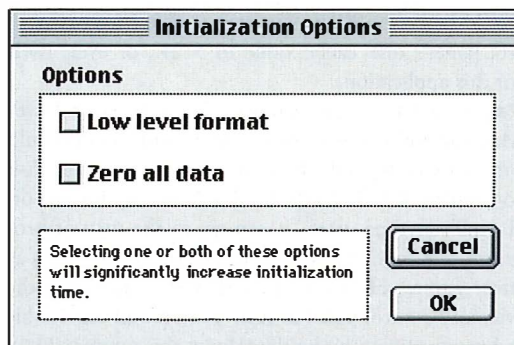 Initialization Options
Options
Low level format
Zero all data
Selecting one or both of these options
will significantly increase initialization
time.
Cancel
OK